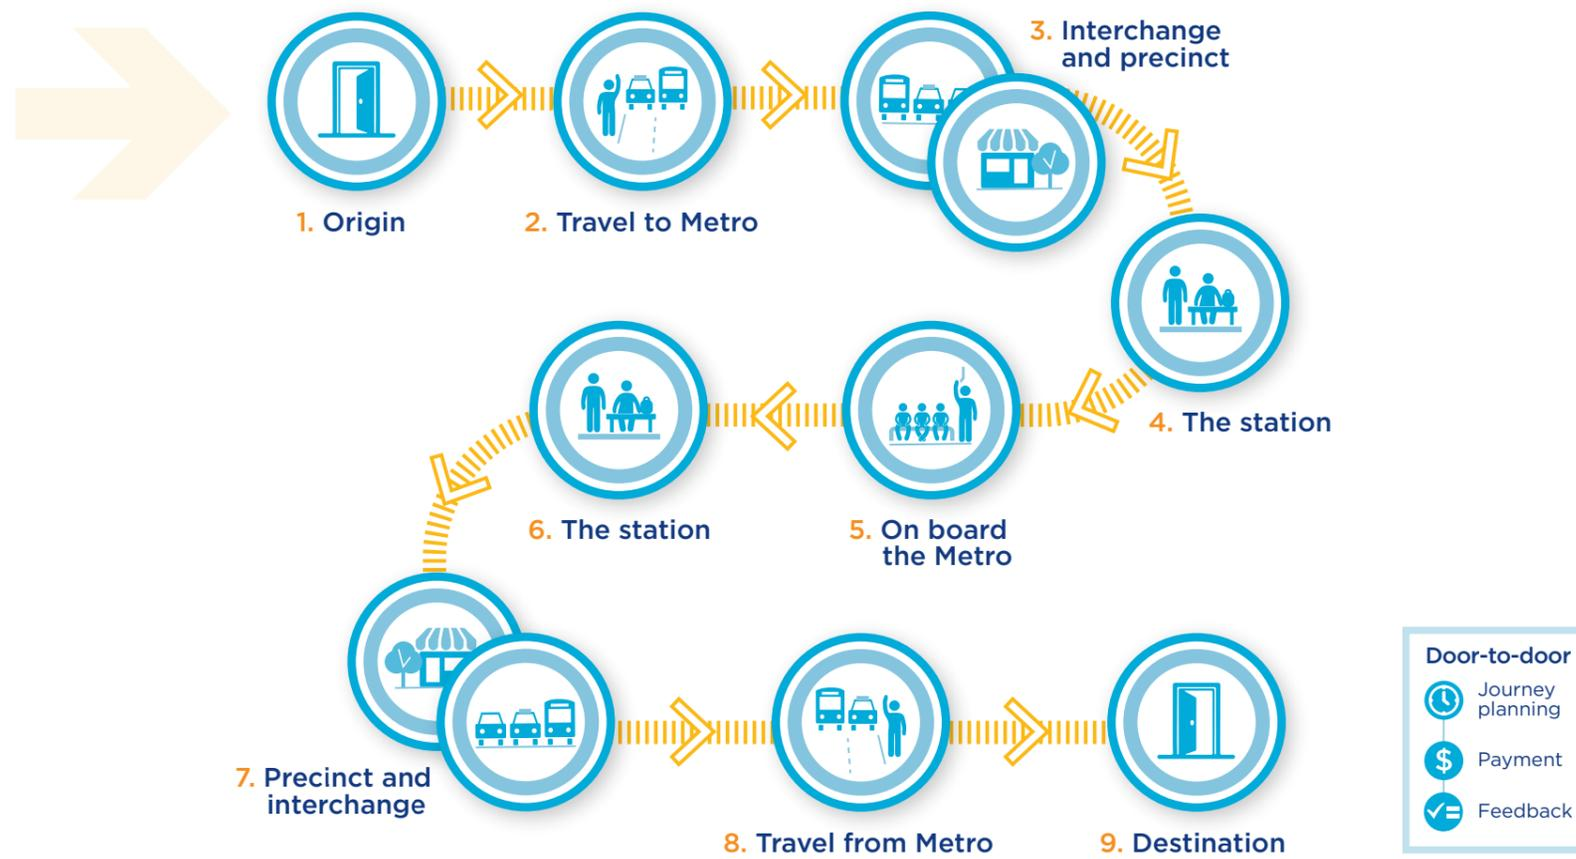 1. Origin
2. Travel to Metro
3. Interchange
and precinct
4. The station
5. On board
the Metro
6. The station
7. Precinct and
interchange
8. Travel from Metro
9. Destination
Door-to-door
Journey
planning
$ Payment
Feedback